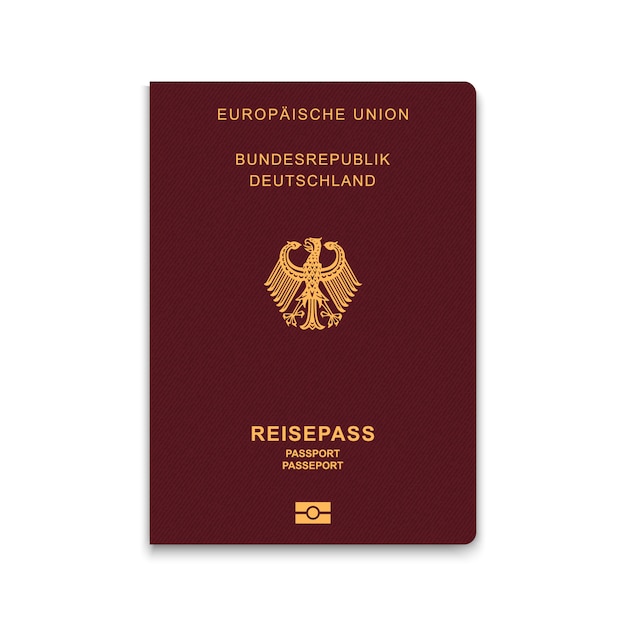 EUROPÄISCHE UNION
BUNDESREPUBLIK
DEUTSCHLAND
REISEPASS
PASSPORT
PASSEPORT